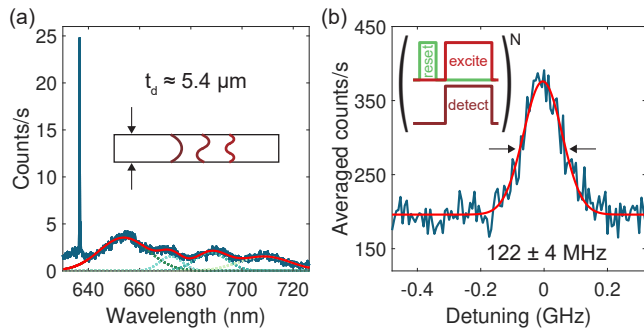 (a)
25
20
15
10
5
0
Counts/s
t_d ≈ 5.4 μm
640
660
680
700
720
Wavelength (nm)
(b)
450
350
250
150
Averaged counts/s
reset
excite
detect
N
122 ± 4 MHz
-0.4
-0.2
0
0.2
0.4
Detuning (GHz)